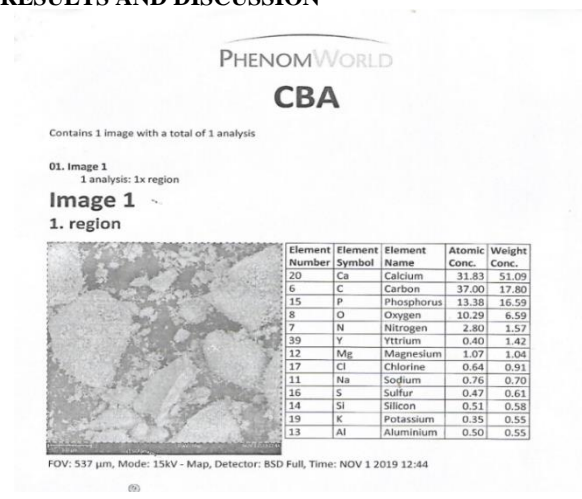 RESULTS AND DISCUSSION
PHENOMWORLD
CBA
Contains 1 image with a total of 1 analysis
01. Image 1
1 analysis: 1x region
Image 1
1. region
Element Number Element Symbol Element Name Atomic Conc. Weight Conc.
20 Ca Calcium 31.83 51.09
6 C Carbon 37.00 17.80
15 P Phosphorus 13.38 16.59
8 O Oxygen 10.29 6.59
7 N Nitrogen 2.80 1.57
39 Y Yttrium 0.40 1.42
12 Mg Magnesium 1.07 1.04
17 Cl Chlorine 0.64 0.91
11 Na Sodium 0.76 0.70
16 S Sulfur 0.47 0.61
14 Si Silicon 0.51 0.58
19 K Potassium 0.35 0.55
13 Al Aluminium 0.50 0.55
FOV: 537 µm, Mode: 15kV - Map, Detector: BSD Full, Time: NOV 1 2019 12:44